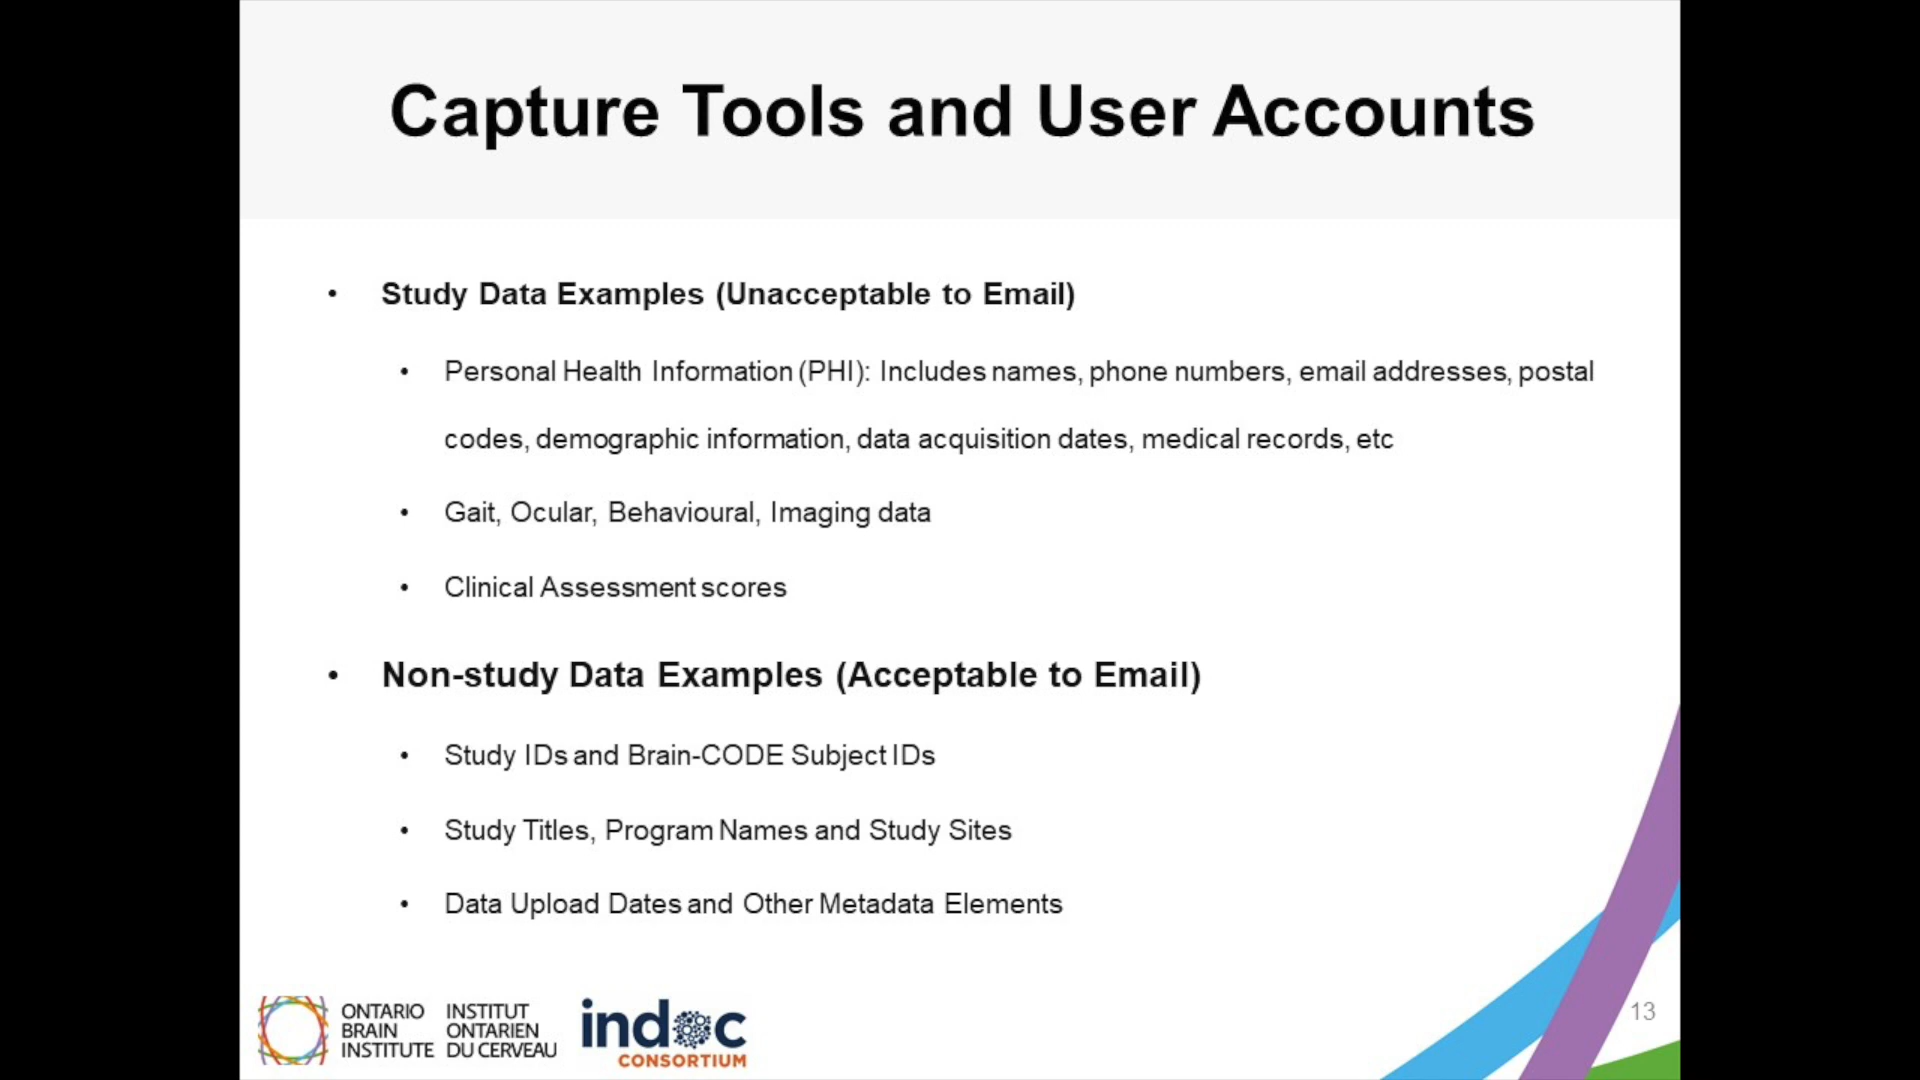 Capture Tools and User Accounts
• Study Data Examples (Unacceptable to Email)
• Personal Health Information (PHI): Includes names, phone numbers, email addresses, postal
codes, demographic information, data acquisition dates, medical records, etc
• Gait, Ocular, Behavioural, Imaging data
• Clinical Assessment scores
• Non-study Data Examples (Acceptable to Email)
• Study IDs and Brain-CODE Subject IDs
• Study Titles, Program Names and Study Sites
• Data Upload Dates and Other Metadata Elements
ONTARIO
BRAIN
INSTITUTE
INSTITUT
ONTARIEN
DU CERVEAU
indoc
CONSORTIUM
13